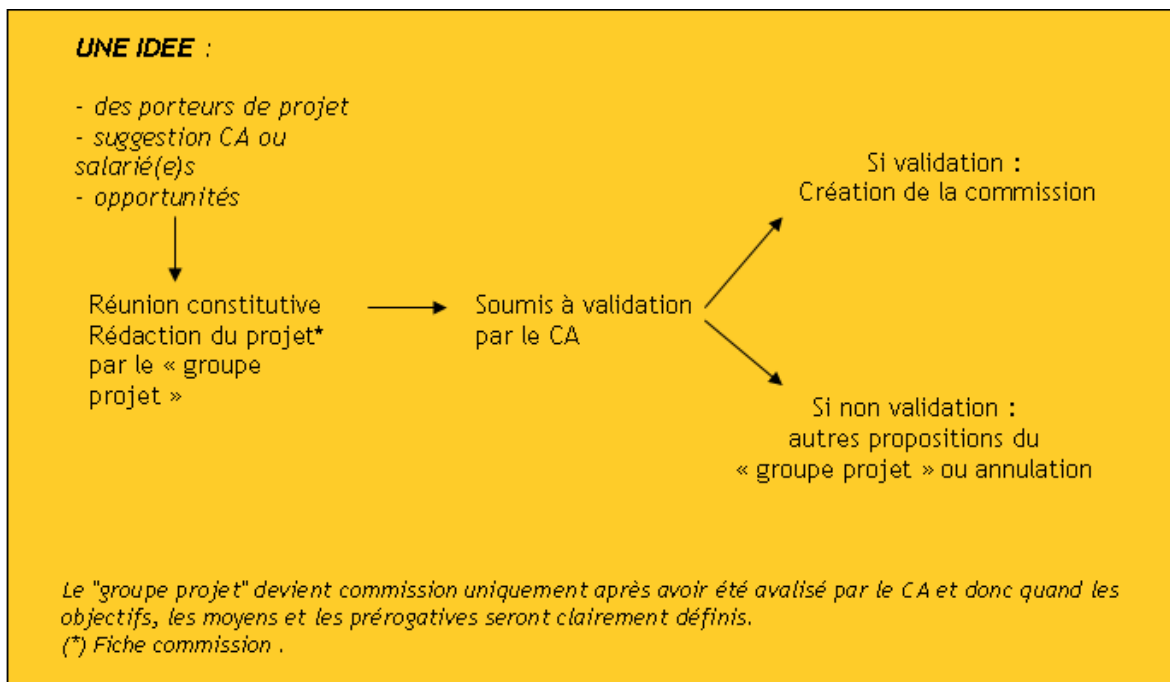 UNE IDEE :
- des porteurs de projet
- suggestion CA ou
salarié(e)s
- opportunités
Réunion constitutive
Rédaction du projet*
par le « groupe
projet »
Soumis à validation
par le CA
Si validation :
Création de la commission
Si non validation :
autres propositions du
« groupe projet » ou annulation
Le "groupe projet" devient commission uniquement après avoir été avalisé par le CA et donc quand les
objectifs, les moyens et les prérogatives seront clairement définis.
(*) Fiche commission .